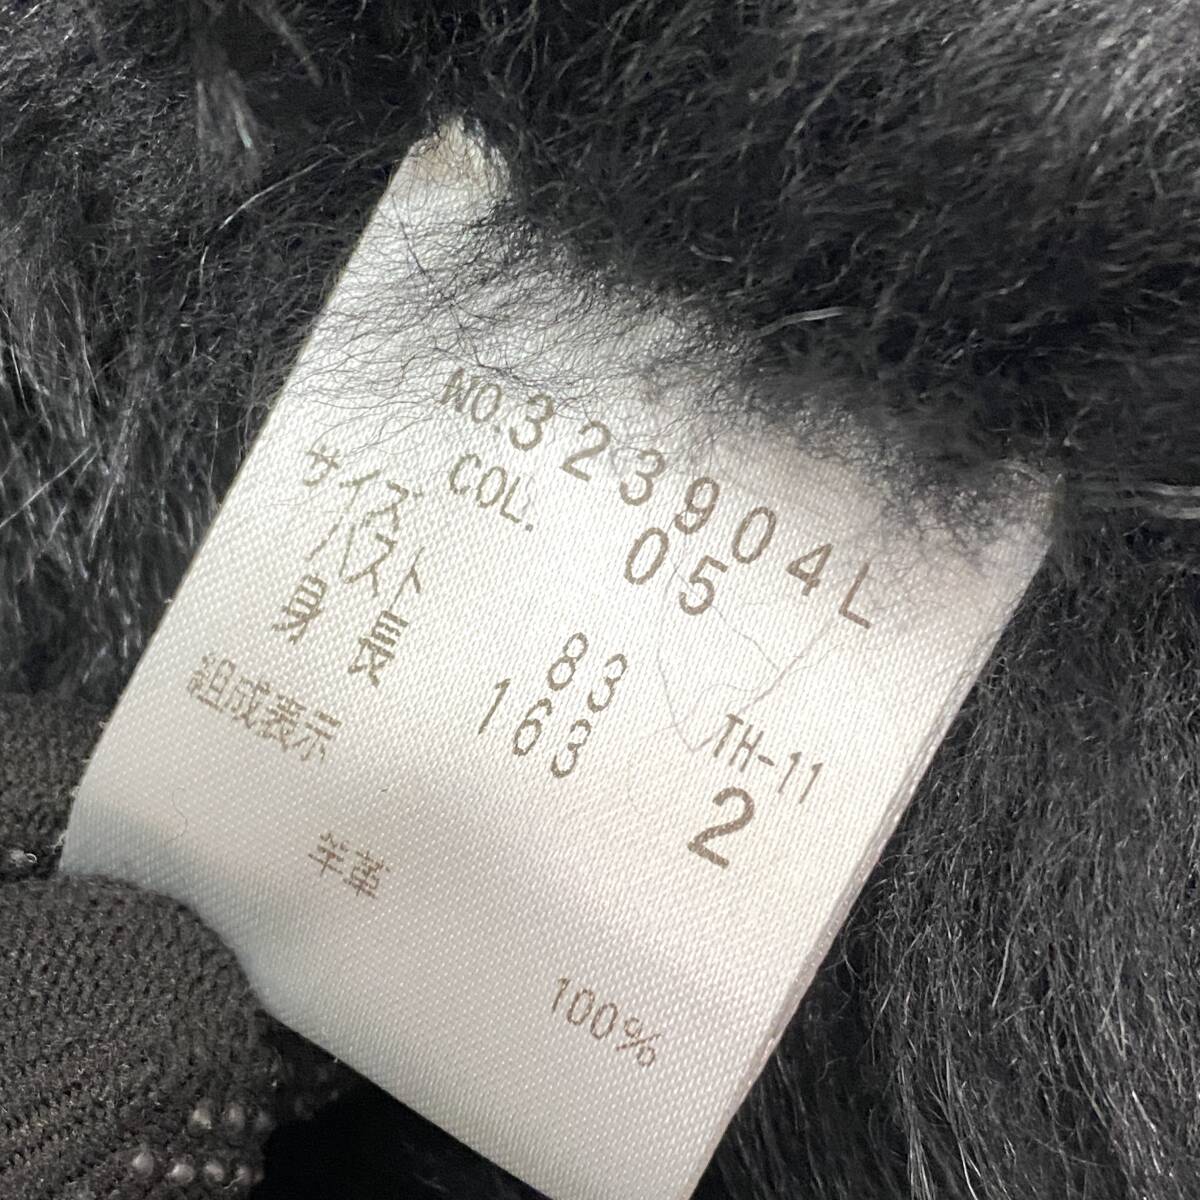 NO.323904L
COL. 05
サイズ
バスト 83
身長 163
TH-11
2
組成表示
羊革
100%